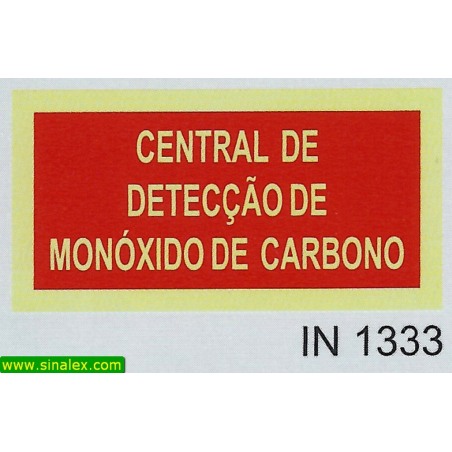 CENTRAL DE
DETECÇÃO DE
MONÓXIDO DE CARBONO
IN 1333
www.sinalex.com